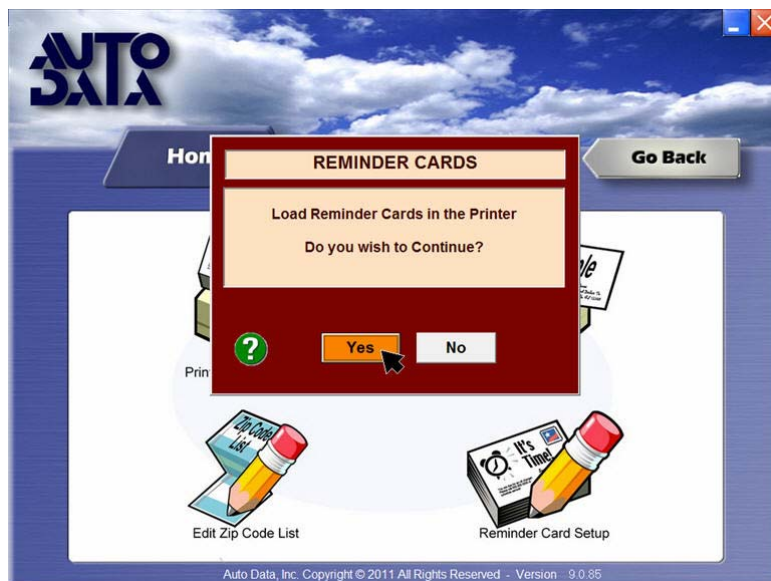 AUTO
DATA
Hom
Go Back
REMINDER CARDS
Load Reminder Cards in the Printer
Do you wish to Continue?
?
Yes
No
Prin
Zip Code
List
It's
Time!
Edit Zip Code List
Reminder Card Setup
Auto Data, Inc. Copyright © 2011 All Rights Reserved - Version 9.0.85